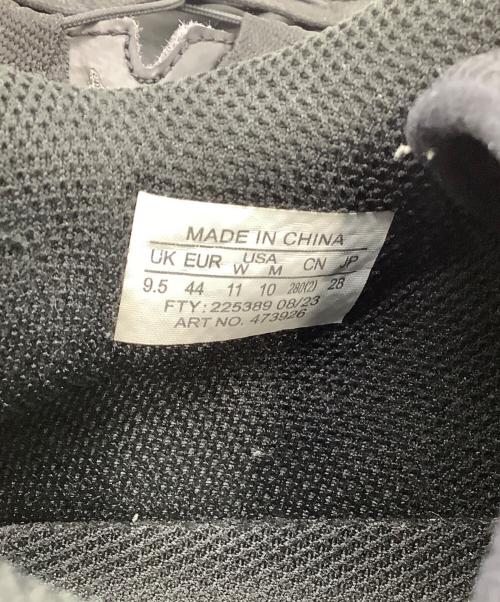 MADE IN CHINA
UK EUR USA W M CN JP
9.5 44 11 10 280(2) 28
FTY: 225389 08/23
ART NO. 473926